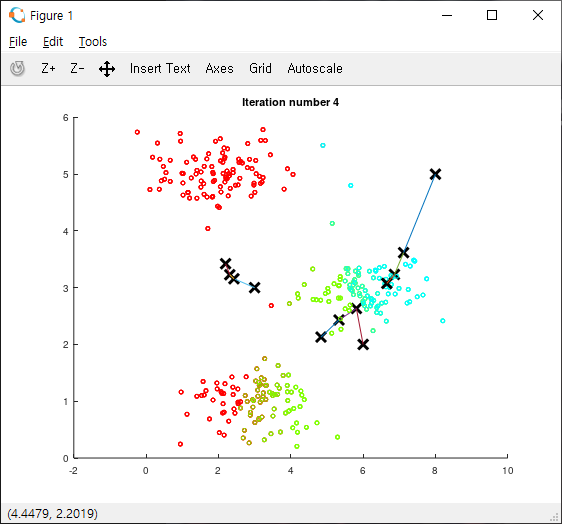 Figure 1
File Edit Tools
Z+ Z- Insert Text Axes Grid Autoscale
Iteration number 4
6
5
4
3
2
1
0
-2 0 2 4 6 8 10
(4.4479, 2.2019)